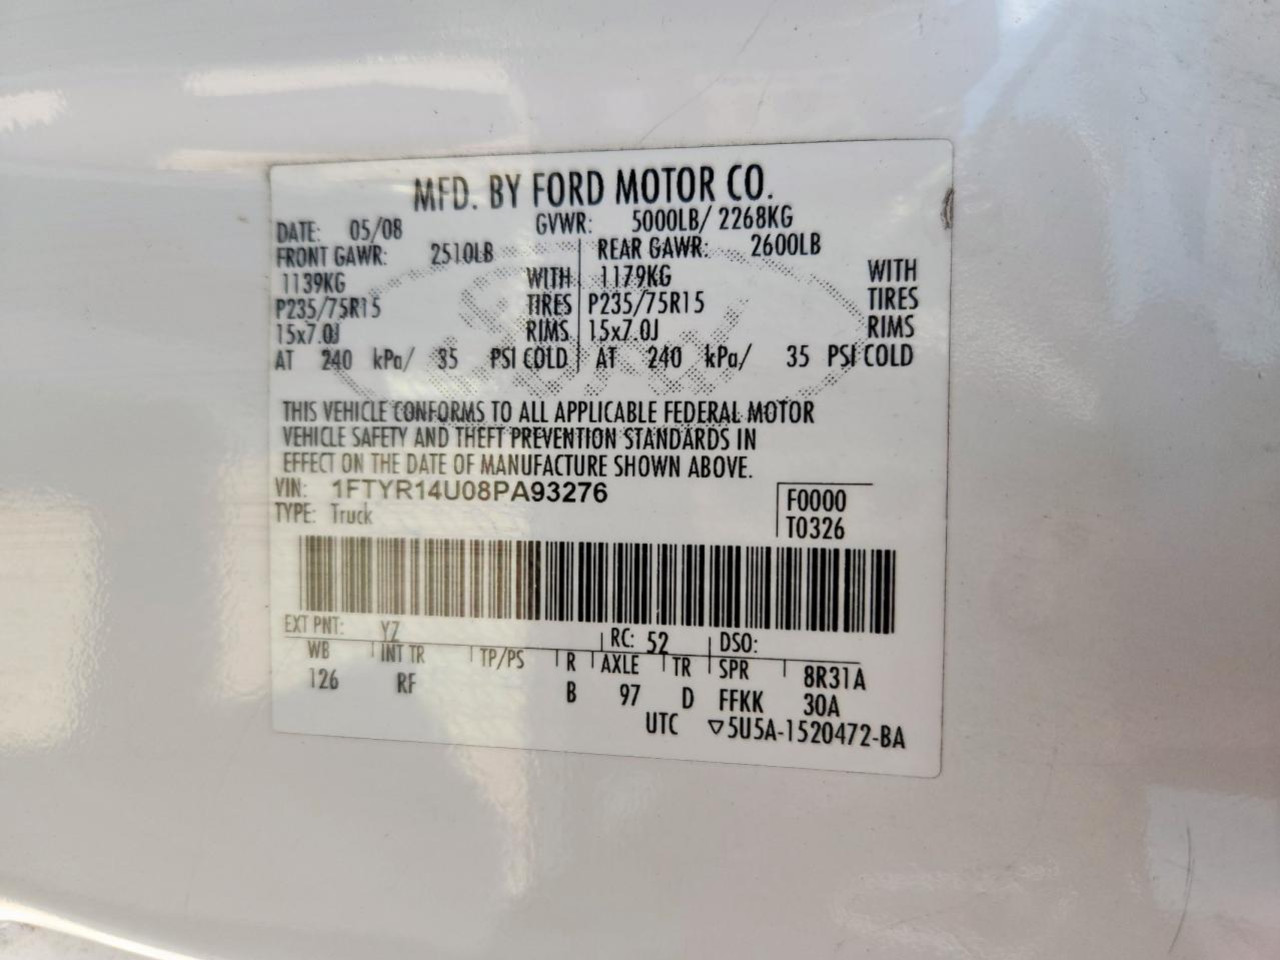 MFD. BY FORD MOTOR CO.
DATE: 05/08 GVWR: 5000LB/ 2268KG
FRONT GAWR: 2510LB REAR GAWR: 2600LB
1139KG WITH 1179KG WITH
P235/75R15 TIRES P235/75R15 TIRES
15x7.0J RIMS 15x7.0J RIMS
AT 240 kPa/ 35 PSI COLD AT 240 kPa/ 35 PSI COLD
THIS VEHICLE CONFORMS TO ALL APPLICABLE FEDERAL MOTOR
VEHICLE SAFETY AND THEFT PREVENTION STANDARDS IN
EFFECT ON THE DATE OF MANUFACTURE SHOWN ABOVE.
VIN: 1FTYR14U08PA93276 F0000
TYPE: Truck T0326
EXT PNT: YZ RC: 52 DSO:
WB INT TR TP/PS R AXLE TR SPR 8R31A
126 RF B 97 D FFKK 30A
UTC ▽5U5A-1520472-BA